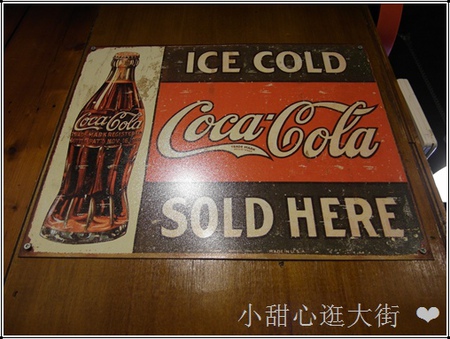 ICE COLD
Coca-Cola
SOLD HERE
Coca-Cola
小甜心逛大街 ❤